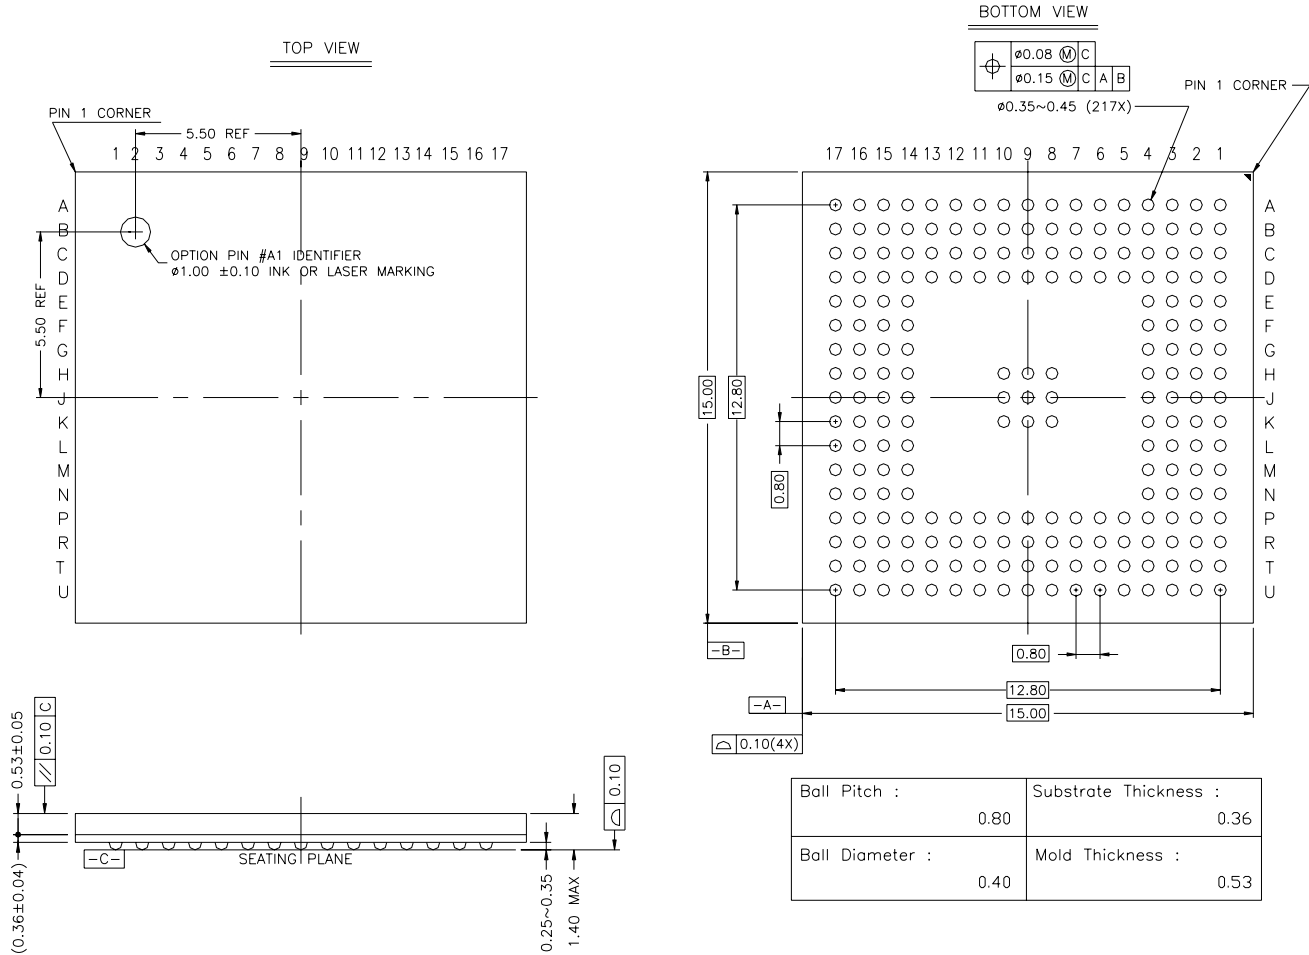 TOP VIEW
PIN 1 CORNER
5.50 REF
1 2 3 4 5 6 7 8 9 10 11 12 13 14 15 16 17
A
B
C
D
E
F
G
H
J
K
L
M
N
P
R
T
U
OPTION PIN #A1 IDENTIFIER
ø1.00 ±0.10 INK OR LASER MARKING
5.50 REF
BOTTOM VIEW
ø0.08 Ⓜ C
ø0.15 Ⓜ C A B
ø0.35~0.45 (217X)
PIN 1 CORNER
17 16 15 14 13 12 11 10 9 8 7 6 5 4 3 2 1
A
B
C
D
E
F
G
H
J
K
L
M
N
P
R
T
U
15.00
12.80
0.80
-B-
0.80
12.80
-A-
15.00
0.10(4X)
0.53±0.05
// 0.10 C
(0.36±0.04)
-C-
SEATING PLANE
0.25~0.35
1.40 MAX
0.10
Ball Pitch :
0.80
Substrate Thickness :
0.36
Ball Diameter :
0.40
Mold Thickness :
0.53